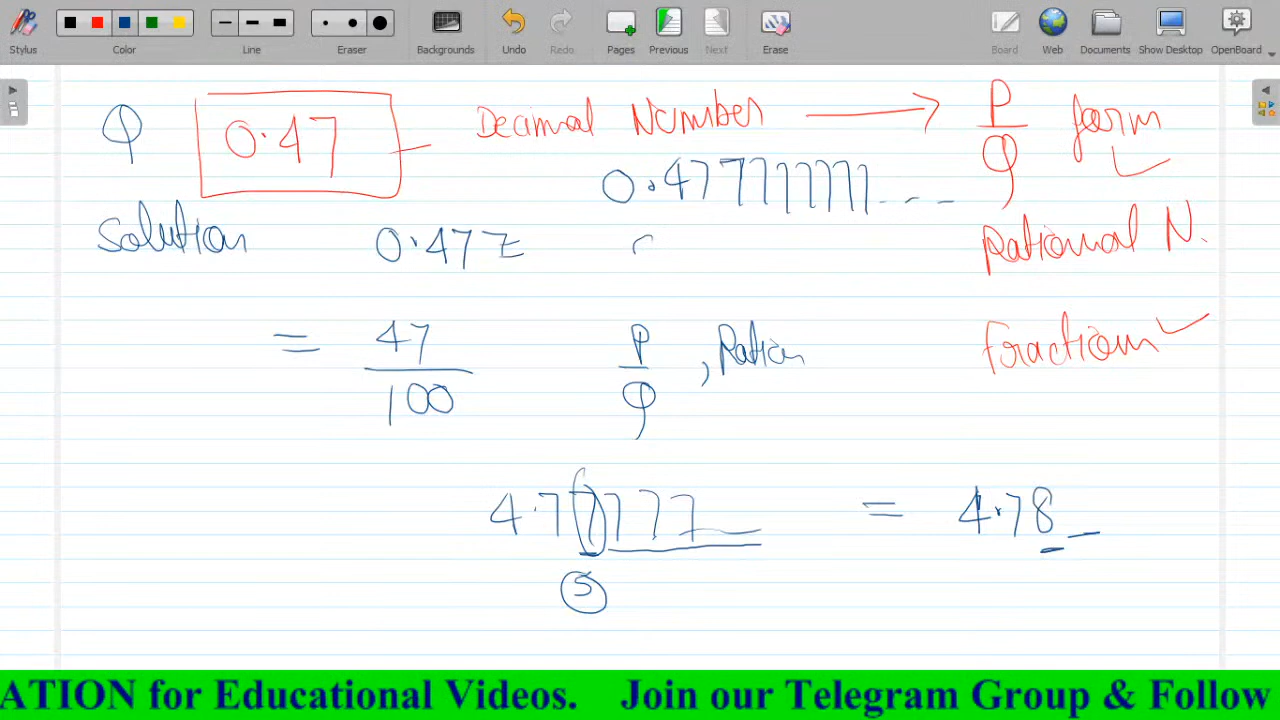 Stylus Color Line Eraser Backgrounds Undo Redo Pages Previous Next Erase Board Web Documents Show Desktop OpenBoard
Q 0.47 Decimal Number P/Q form
0.477777777...
Solution 0.477 Rational N.
= 47/100 P/Q , Ration Fraction
4.77777 = 4.78
5
ATION for Educational Videos. Join our Telegram Group & Follow